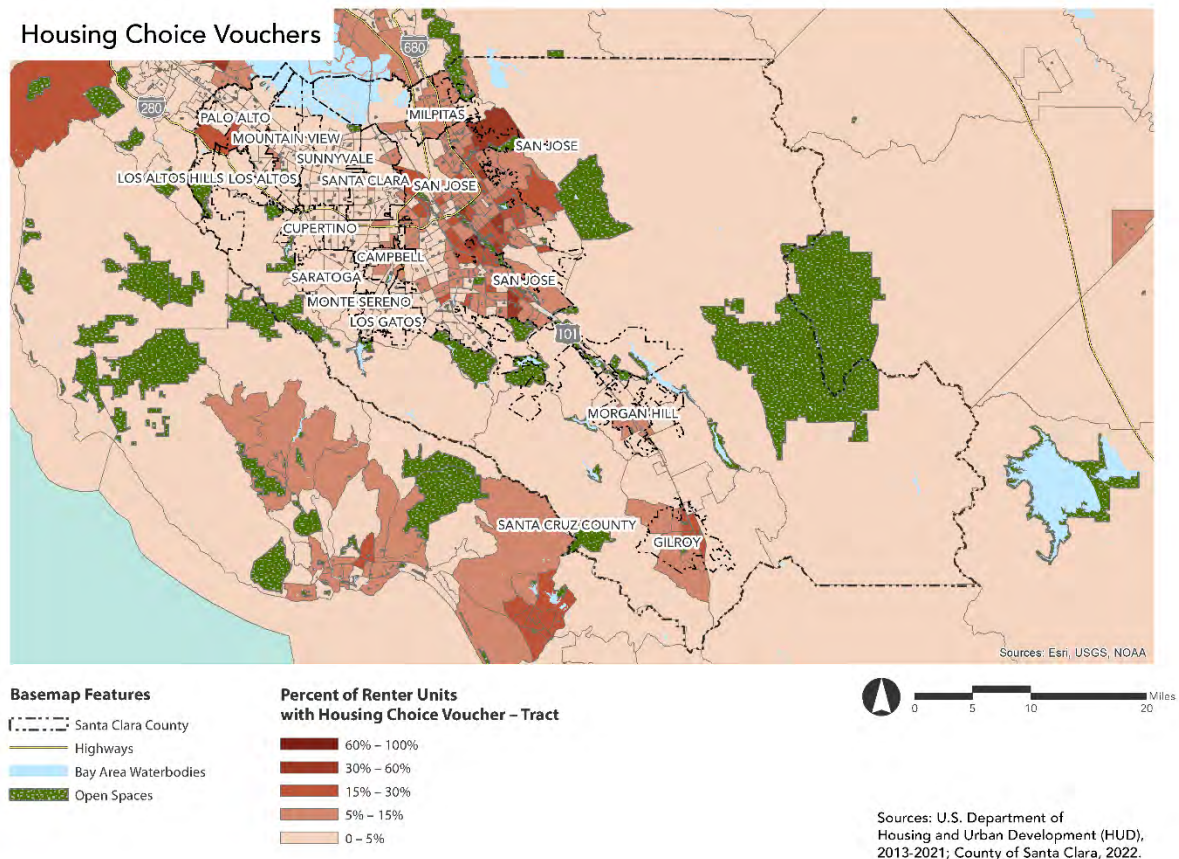 Housing Choice Vouchers
680
280
PALO ALTO
MILPITAS
MOUNTAIN VIEW
SAN JOSE
SUNNYVALE
LOS ALTOS HILLS
LOS ALTOS
SANTA CLARA
SAN JOSE
CUPERTINO
CAMPBELL
SARATOGA
SAN JOSE
MONTE SERENO
LOS GATOS
101
MORGAN HILL
SANTA CRUZ COUNTY
GILROY
Sources: Esri, USGS, NOAA
Basemap Features
Santa Clara County
Highways
Bay Area Waterbodies
Open Spaces
Percent of Renter Units
with Housing Choice Voucher – Tract
60% – 100%
30% – 60%
15% – 30%
5% – 15%
0 – 5%
Miles
0 5 10 20
Sources: U.S. Department of
Housing and Urban Development (HUD),
2013-2021; County of Santa Clara, 2022.